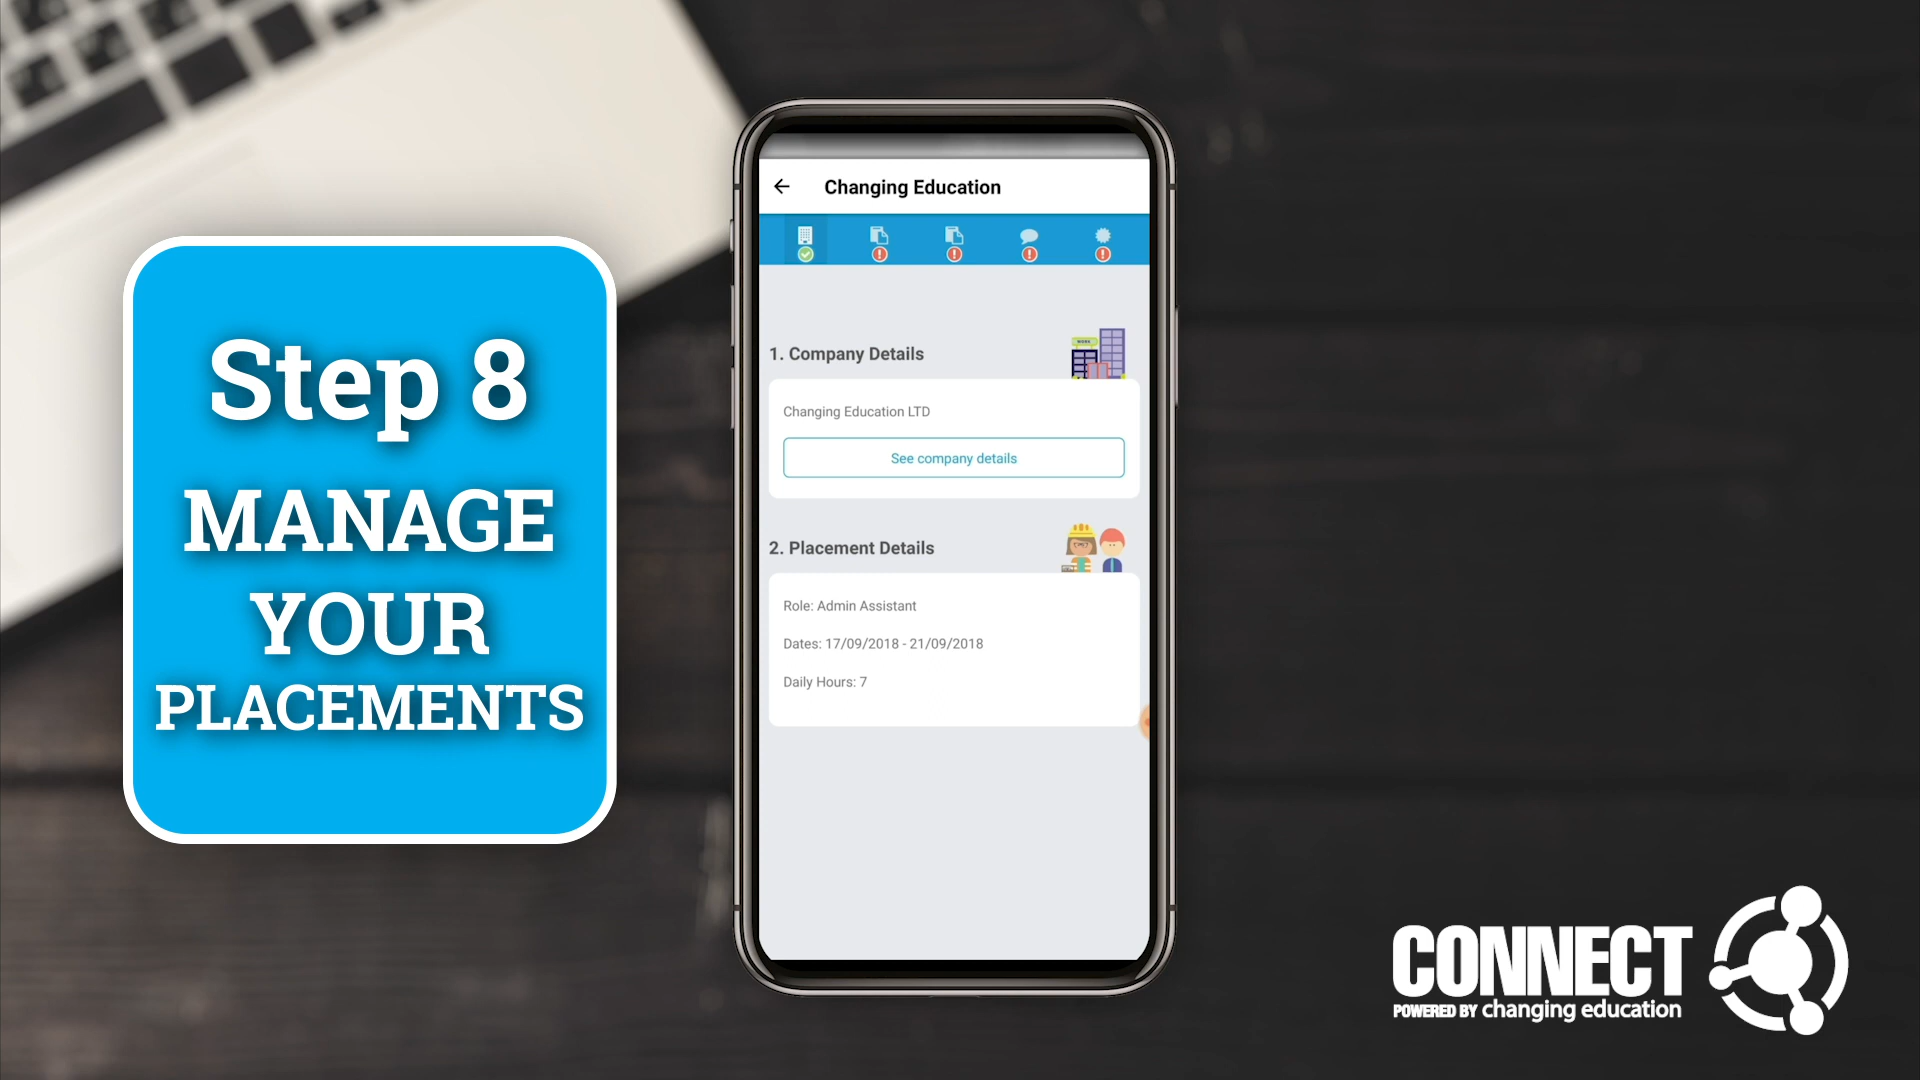 Step 8
MANAGE
YOUR
PLACEMENTS
Changing Education
1. Company Details
WORK
Changing Education LTD
See company details
2. Placement Details
Role: Admin Assistant
Dates: 17/09/2018 - 21/09/2018
Daily Hours: 7
CONNECT
POWERED BY changing education